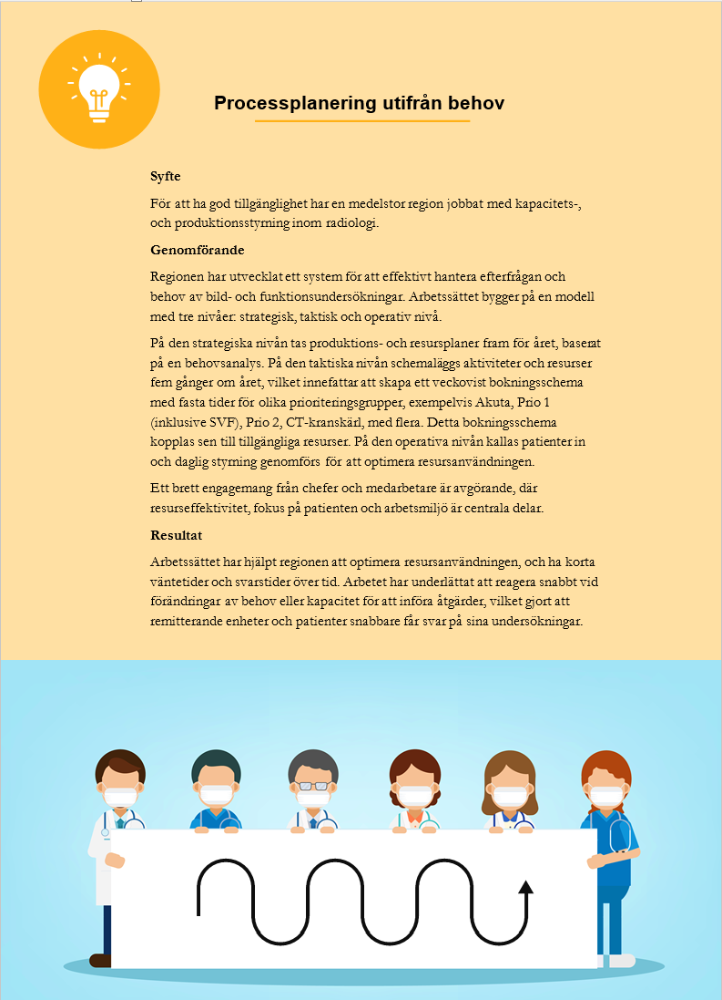 Processplanering utifrån behov
Syfte
För att ha god tillgänglighet har en medelstor region jobbat med kapacitets-,
och produktionsstyrning inom radiologi.
Genomförande
Regionen har utvecklat ett system för att effektivt hantera efterfrågan och
behov av bild- och funktionsundersökningar. Arbetssättet bygger på en modell
med tre nivåer: strategisk, taktisk och operativ nivå.
På den strategiska nivån tas produktions- och resursplaner fram för året, baserat
på en behovsanalys. På den taktiska nivån schemaläggs aktiviteter och resurser
fem gånger om året, vilket innefattar att skapa ett veckovist bokningsschema
med fasta tider för olika prioriteringsgrupper, exempelvis Akuta, Prio 1
(inklusive SVF), Prio 2, CT-kranskärl, med flera. Detta bokningsschema
kopplas sen till tillgängliga resurser. På den operativa nivån kallas patienter in
och daglig styrning genomförs för att optimera resursanvändningen.
Ett brett engagemang från chefer och medarbetare är avgörande, där
resurseffektivitet, fokus på patienten och arbetsmiljö är centrala delar.
Resultat
Arbetssättet har hjälpt regionen att optimera resursanvändningen, och ha korta
väntetider och svarstider över tid. Arbetet har underlättat att reagera snabbt vid
förändringar av behov eller kapacitet för att införa åtgärder, vilket gjort att
remitterande enheter och patienter snabbare får svar på sina undersökningar.